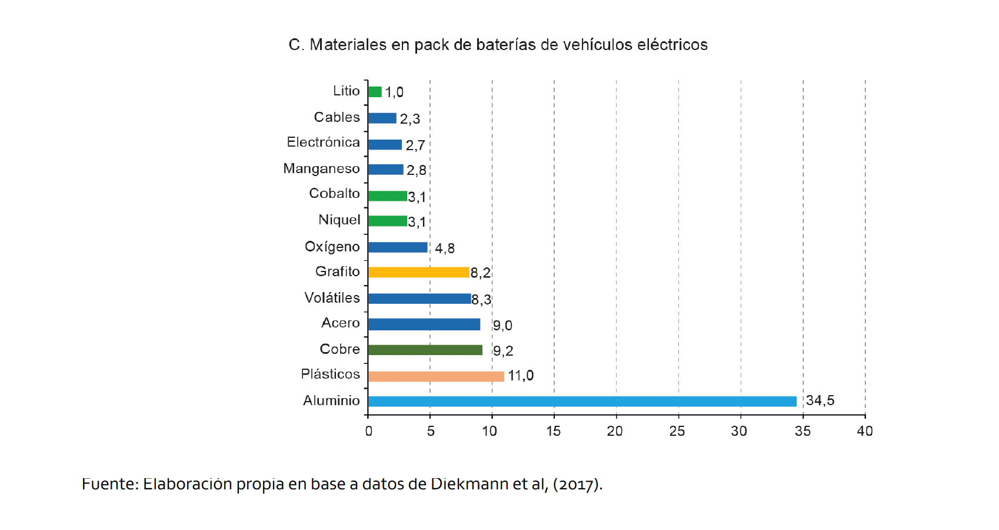 C. Materiales en pack de baterías de vehículos eléctricos
Litio 1,0
Cables 2,3
Electrónica 2,7
Manganeso 2,8
Cobalto 3,1
Niquel 3,1
Oxígeno 4,8
Grafito 8,2
Volátiles 8,3
Acero 9,0
Cobre 9,2
Plásticos 11,0
Aluminio 34,5
0 5 10 15 20 25 30 35 40
Fuente: Elaboración propia en base a datos de Diekmann et al, (2017).